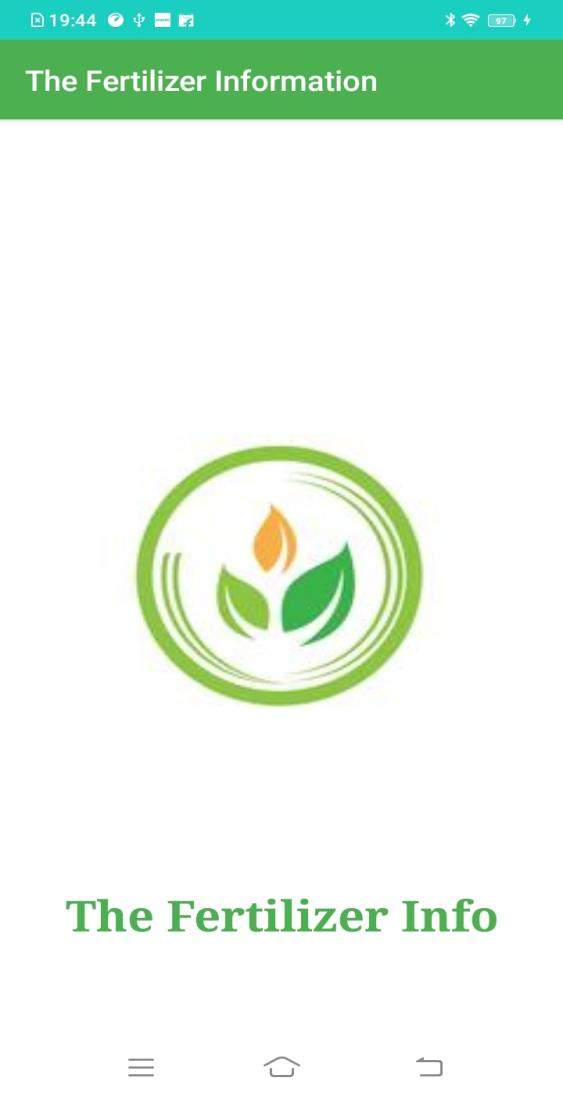 19:44
97
The Fertilizer Information
The Fertilizer Info